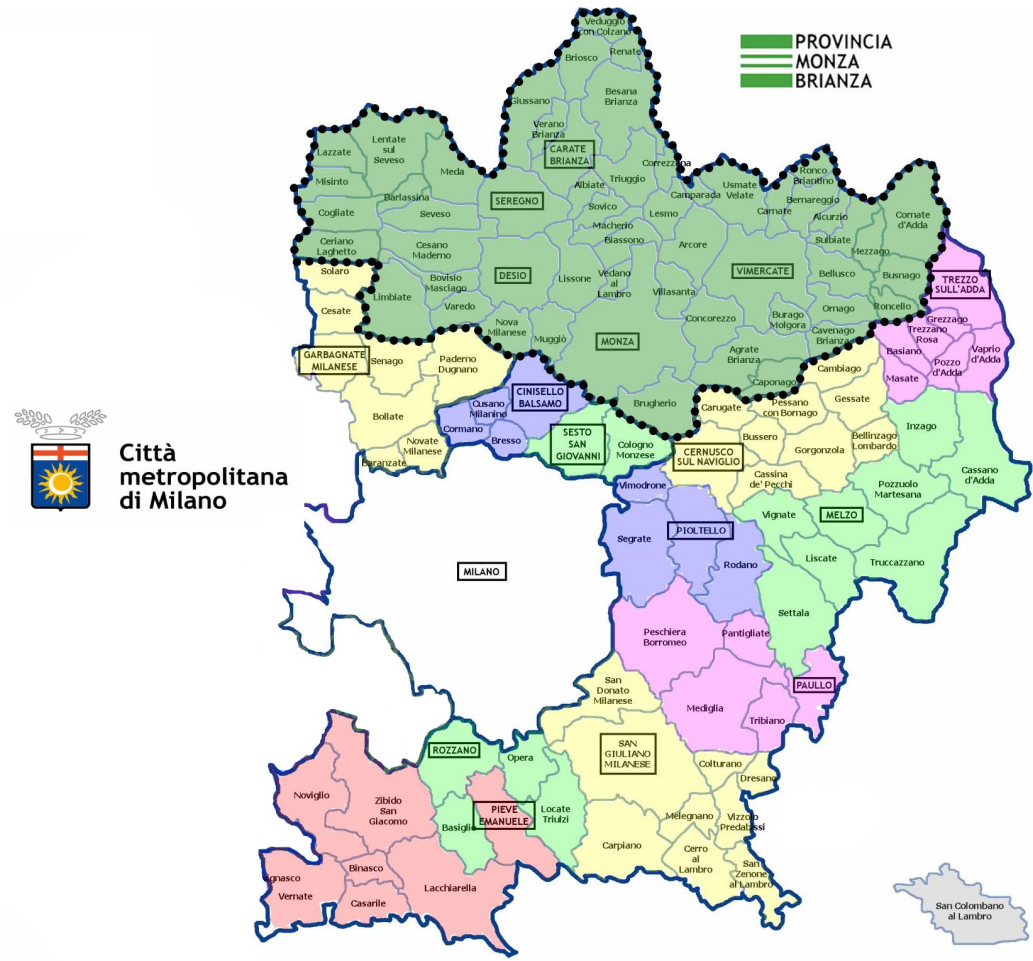 Veduggio
con Colzano
PROVINCIA
MONZA
BRIANZA
Renate
Briosco
Giussano
Besana
Brianza
Verano
Brianza
Lentate
sul
Seveso
Lazzate
CARATE
BRIANZA
Correzzana
Meda
Triuggio
Ronco
Briantino
Misinto
Albiate
Usmate
Velate
Camparada
Bernareggio
Barlassina
SEREGNO
Sovico
Carnate
Cogliate
Seveso
Lesmo
Aicurzio
Cornate
d'Adda
Macherio
Biassono
Sulbiate
Ceriano
Laghetto
Cesano
Maderno
Arcore
Mezzago
Solaro
DESIO
Lissone
Vedano
al
Lambro
VIMERCATE
Bellusco
Busnago
TREZZO
SULL'ADDA
Bovisio
Masciago
Limbiate
Villasanta
Varedo
Cesate
Ornago
Roncello
Nova
Milanese
Concorezzo
Burago
Molgora
Grezzago
Muggiò
MONZA
Cavenago
Brianza
Trezzano
Rosa
GARBAGNATE
MILANESE
Senago
Paderno
Dugnano
Agrate
Brianza
Basiano
Pozzo
d'Adda
Vaprio
d'Adda
Cambiago
Masate
Caponago
CINISELLO
BALSAMO
Brugherio
Carugate
Pessano
con Bornago
Gessate
Cusano
Milanino
Bollate
Cormano
SESTO
SAN
GIOVANNI
Inzago
Bresso
Cologno
Monzese
Bussero
Bellinzago
Lombardo
Novate
Milanese
CERNUSCO
SUL NAVIGLIO
Gorgonzola
Baranzate
Cassina
de' Pecchi
Cassano
d'Adda
Vimodrone
Pozzuolo
Martesana
Città
metropolitana
di Milano
Vignate
MELZO
PIOLTELLO
Segrate
Liscate
Truccazzano
Rodano
MILANO
Settala
Peschiera
Borromeo
Pantigliate
PAULLO
San
Donato
Milanese
Mediglia
Tribiano
ROZZANO
Opera
SAN
GIULIANO
MILANESE
Colturano
Dresano
Noviglio
Zibido
San
Giacomo
PIEVE
EMANUELE
Locate
Triulzi
Melegnano
Vizzolo
Predabissi
Basiglio
Carpiano
Cerro
al
Lambro
San
Zenone
al Lambro
Binasco
ignasco
Vernate
Lacchiarella
Casarile
San Colombano
al Lambro